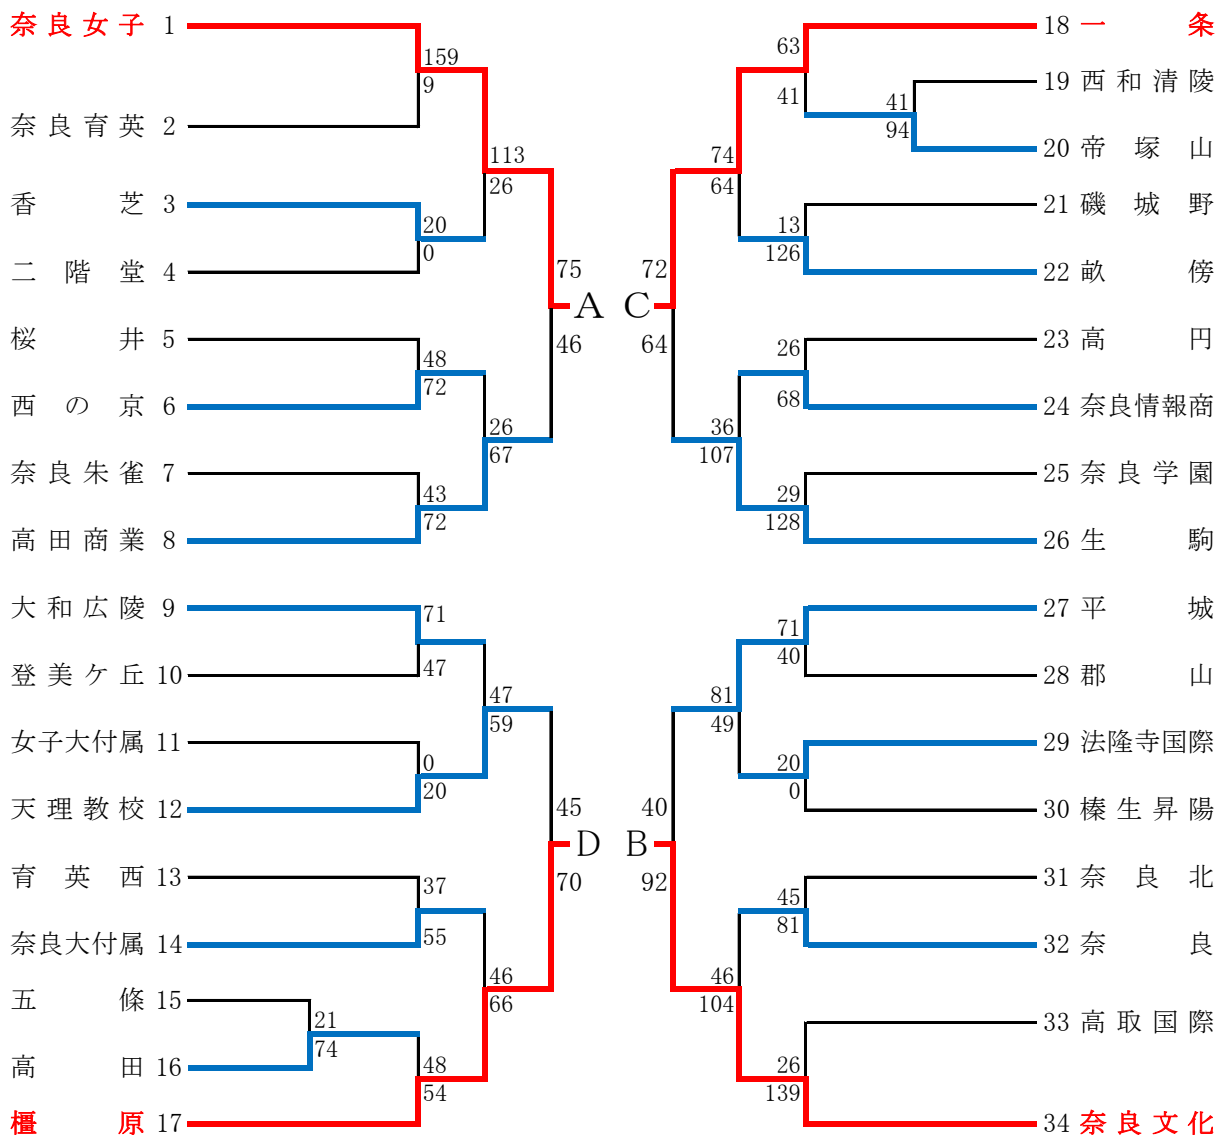 奈良女子 1
159
9
奈良育英 2
113
26
香芝 3
20
0
二階堂 4
75
A
46
桜井 5
48
72
西の京 6
26
67
奈良朱雀 7
43
72
高田商業 8
大和広陵 9
71
47
登美ケ丘 10
47
59
女子大付属 11
0
20
天理教校 12
45
D
70
育英西 13
37
55
奈良大付属 14
46
66
五條 15
21
74
高田 16
48
54
橿原 17
18 一条
63
41
19 西和清陵
41
94
20 帝塚山
74
64
21 磯城野
13
126
22 畝傍
72
C
64
23 高円
26
68
24 奈良情報商
36
107
25 奈良学園
29
128
26 生駒
27 平城
71
40
28 郡山
81
49
29 法隆寺国際
20
0
30 榛生昇陽
40
B
92
31 奈良北
45
81
32 奈良
46
104
33 高取国際
26
139
34 奈良文化